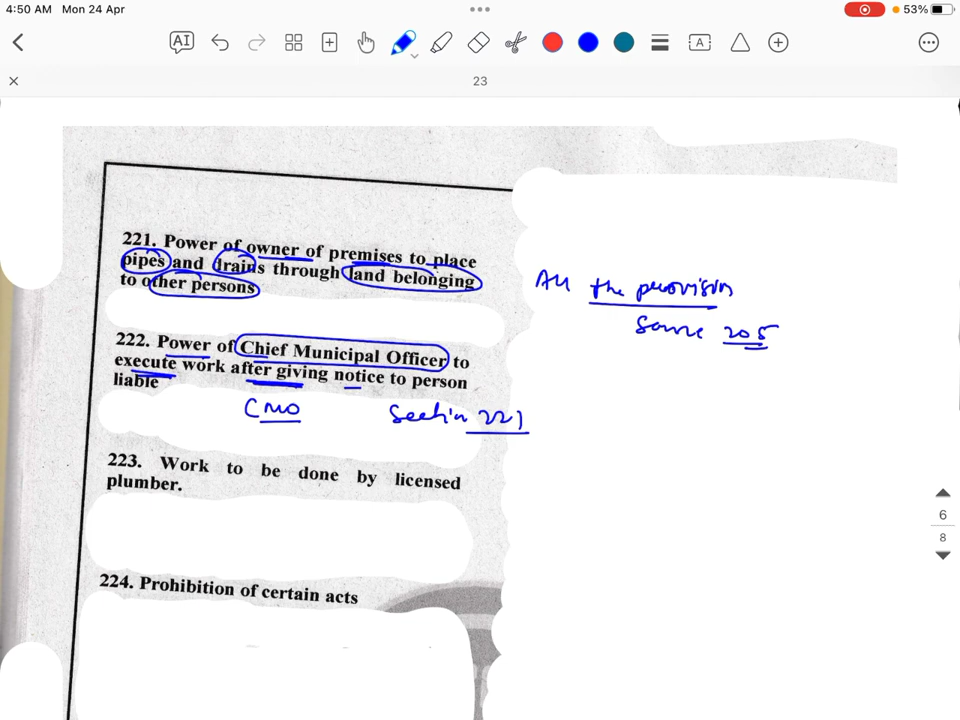 4:50 AM Mon 24 Apr
53%
AI
A
23
221. Power of owner of premises to place
pipes and drains through land belonging
to other persons
All the provision
Same 205
222. Power of Chief Municipal Officer to
execute work after giving notice to person
liable
CMO Section 221
223. Work to be done by licensed
plumber.
6
8
224. Prohibition of certain acts